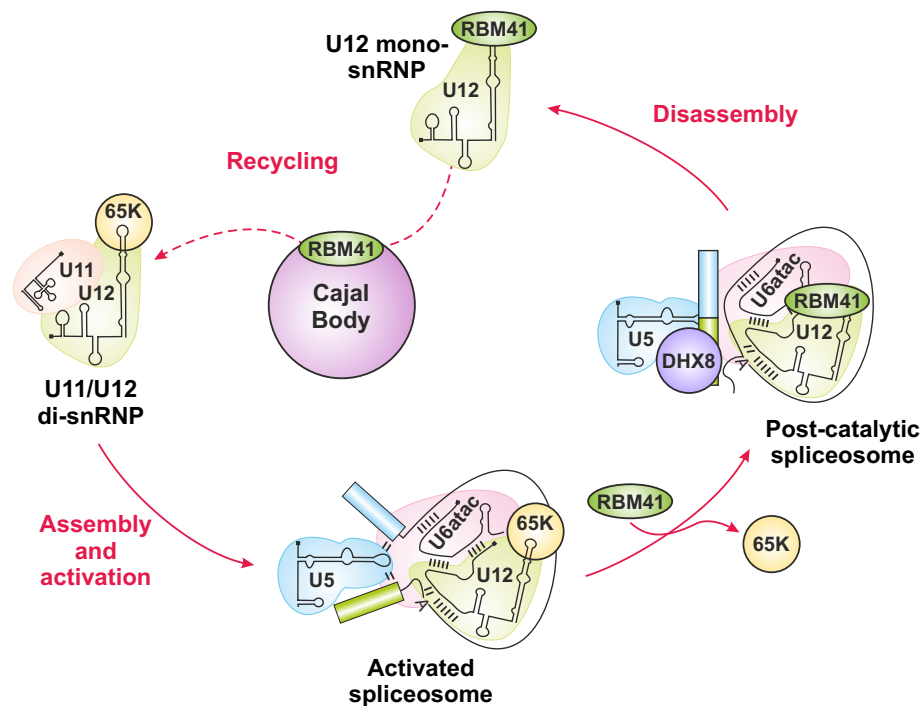 RBM41
U12 mono-
snRNP
U12
Disassembly
Recycling
65K
U11
U12
RBM41
Cajal
Body
U11/U12
di-snRNP
U6atac
RBM41
U5
U12
DHX8
A
Post-catalytic
spliceosome
Assembly
and
activation
U6atac
65K
U5
U12
A
RBM41
65K
Activated
spliceosome